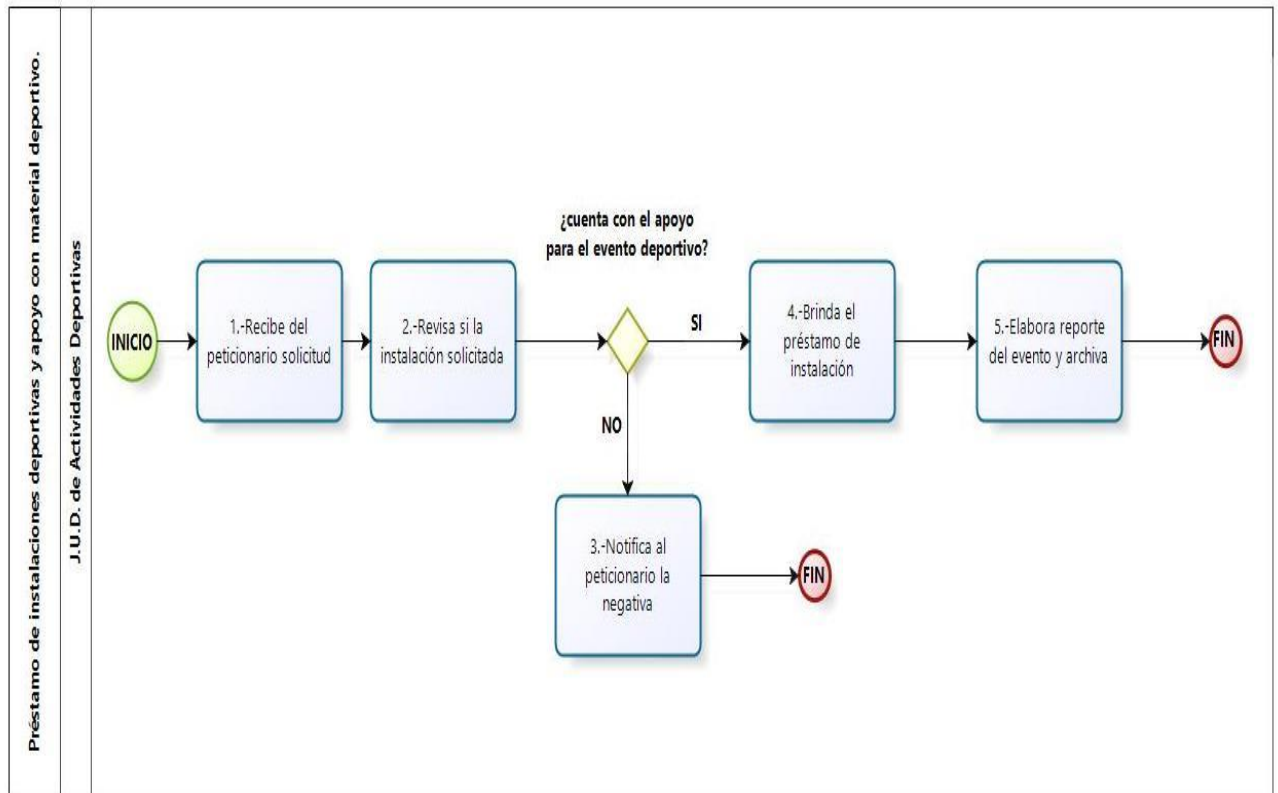 Préstamo de instalaciones deportivas y apoyo con material deportivo.
J.U.D. de Actividades Deportivas
INICIO
1.-Recibe del
peticionario solicitud
2.-Revisa si la
instalación solicitada
¿cuenta con el apoyo
para el evento deportivo?
SI
4.-Brinda el
préstamo de
instalación
5.-Elabora reporte
del evento y archiva
FIN
NO
3.-Notifica al
peticionario la
negativa
FIN